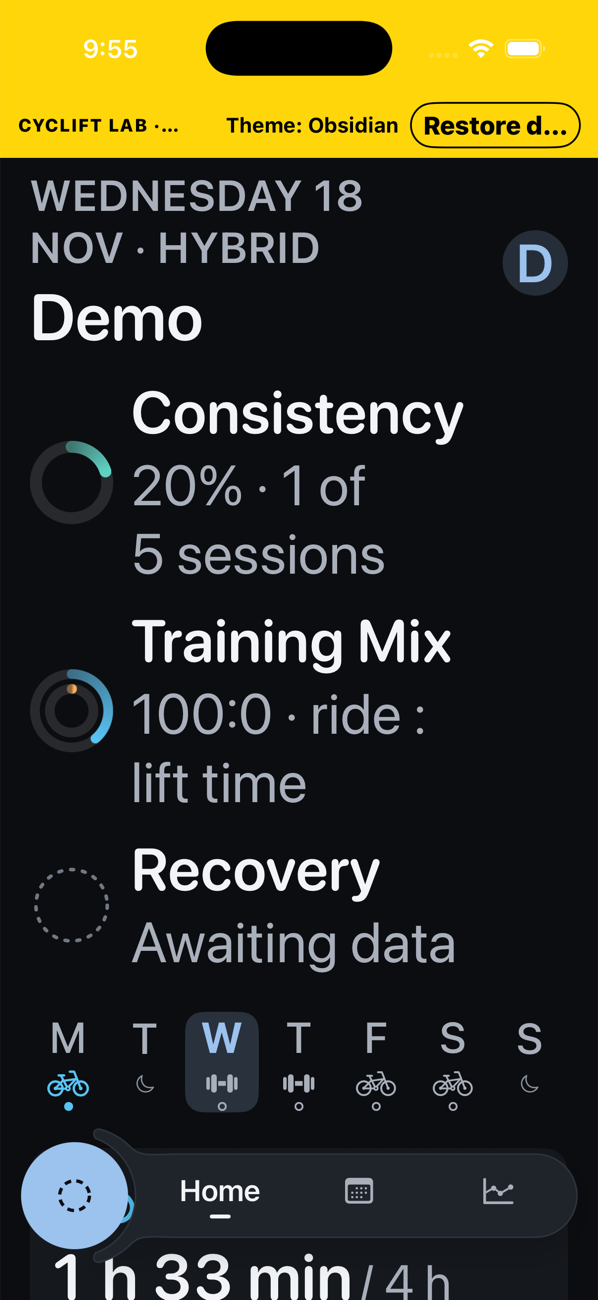 9:55
CYCLIFT LAB ·...
Theme: Obsidian
Restore d...
WEDNESDAY 18
NOV · HYBRID
D
Demo
Consistency
20% · 1 of
5 sessions
Training Mix
100:0 · ride :
lift time
Recovery
Awaiting data
M T W T F S S
Home
1 h 33 min / 4 h